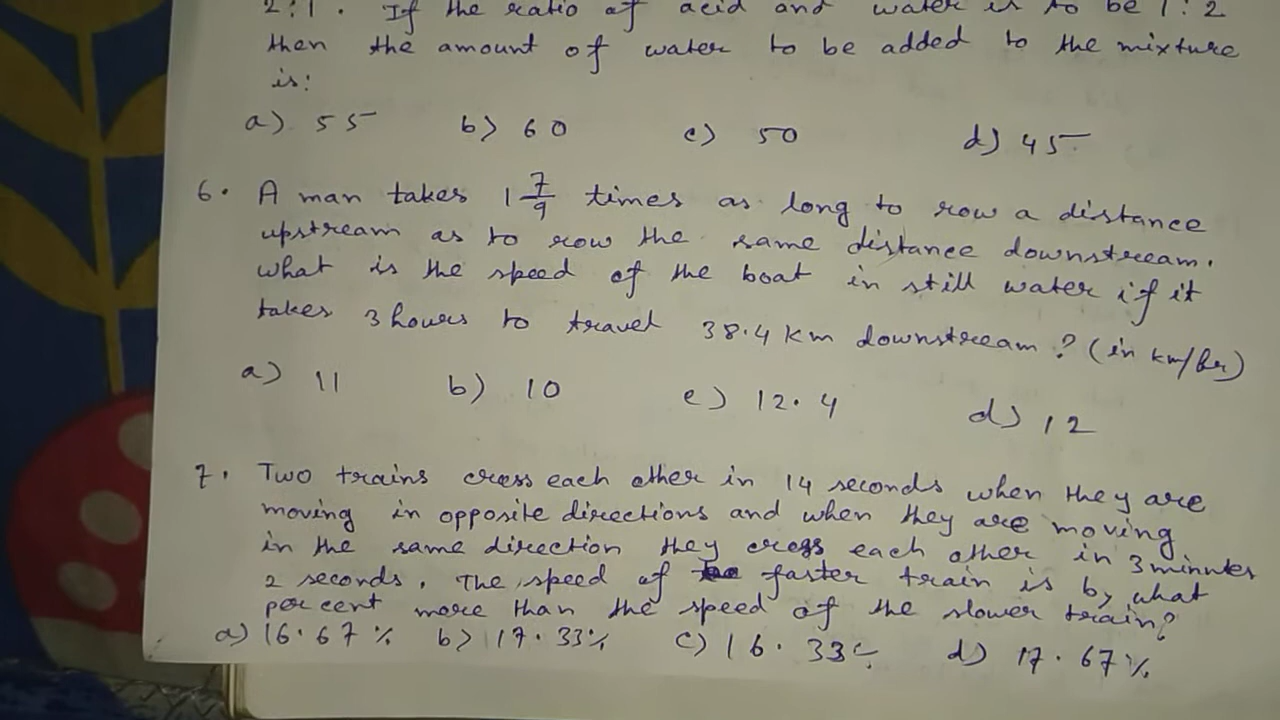 2:1. If the ratio of acid and water is to be 1:2
then the amount of water to be added to the mixture
is:
a) 55 b) 60 c) 50 d) 45
6. A man takes 1 7/9 times as long to row a distance
upstream as to row the same distance downstream.
what is the speed of the boat in still water if it
takes 3 hours to travel 38.4 km downstream? (in km/hr)
a) 11 b) 10 c) 12.4 d) 12
7. Two trains cross each other in 14 seconds when they are
moving in opposite directions and when they are moving
in the same direction they cross each other in 3 minutes
2 seconds. The speed of faster train is by what
per cent more than the speed of the slower train?
a) 16.67% b) 17.33% c) 16.33% d) 17.67%